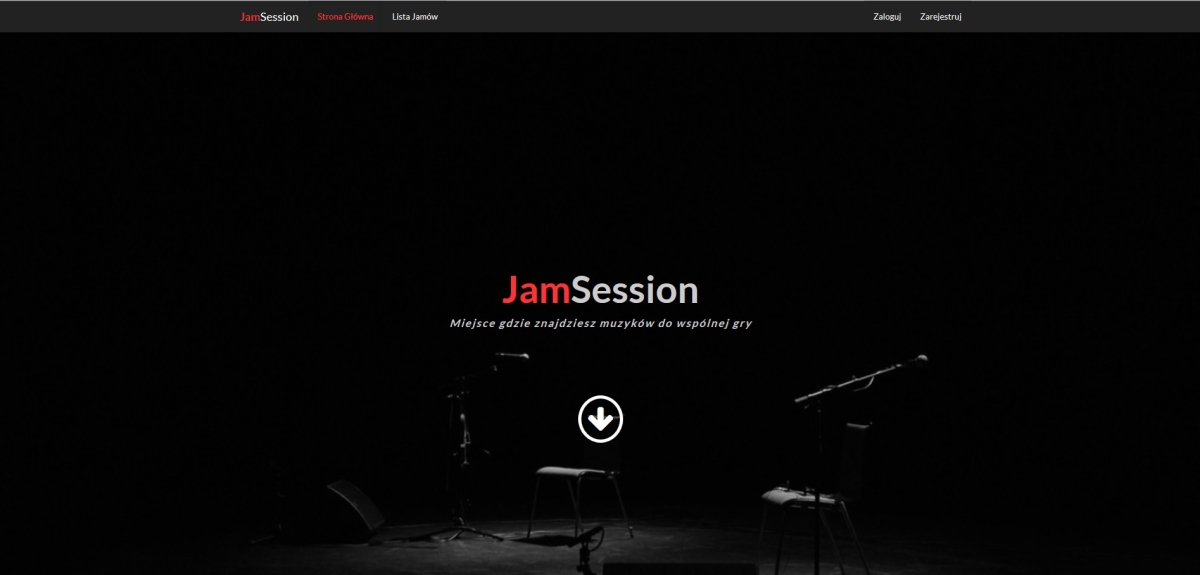 JamSession Strona Główna Lista Jamów Zaloguj Zarejestruj
JamSession
Miejsce gdzie znajdziesz muzyków do wspólnej gry